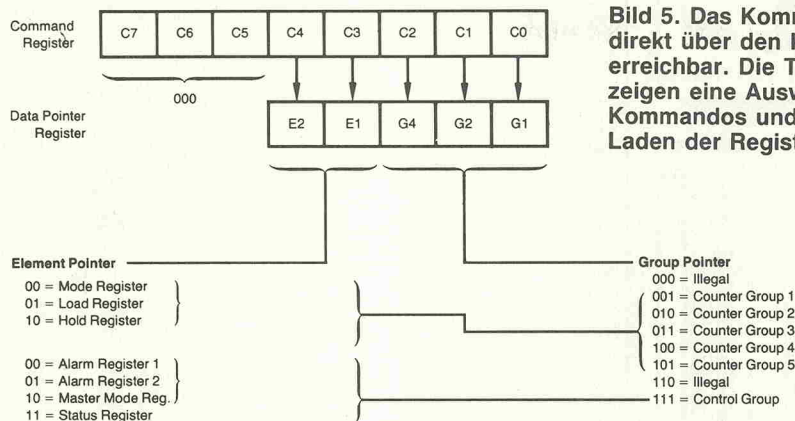 Command
Register
C7 C6 C5 C4 C3 C2 C1 C0
000
Data Pointer
Register
E2 E1 G4 G2 G1
Bild 5. Das
direkt über den
erreichbar. Die
zeigen eine
Kommandos und
Laden der
Element Pointer
00 = Mode Register
01 = Load Register
10 = Hold Register
00 = Alarm Register 1
01 = Alarm Register 2
10 = Master Mode Reg.
11 = Status Register
Group Pointer
000 = Illegal
001 = Counter Group 1
010 = Counter Group 2
011 = Counter Group 3
100 = Counter Group 4
101 = Counter Group 5
110 = Illegal
111 = Control Group